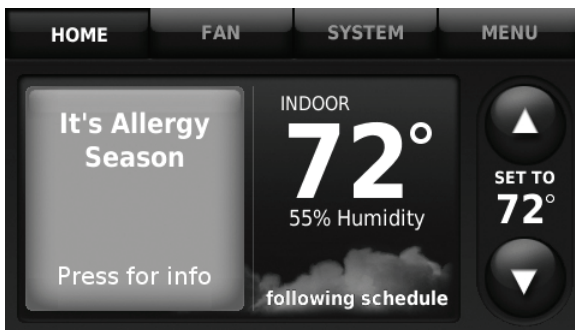 HOME FAN SYSTEM MENU
It's Allergy
Season
Press for info
INDOOR
72°
55% Humidity
following schedule
SET TO
72°